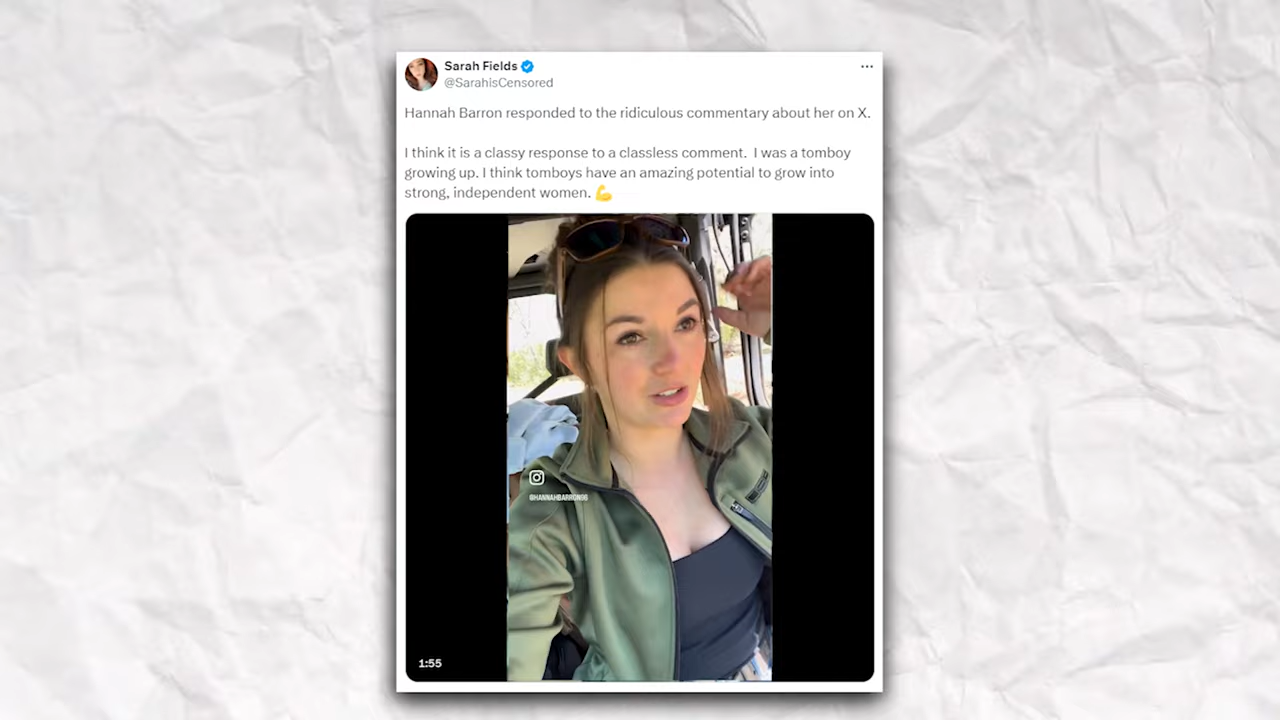 Sarah Fields
@SarahisCensored
Hannah Barron responded to the ridiculous commentary about her on X.
I think it is a classy response to a classless comment.  I was a tomboy
growing up. I think tomboys have an amazing potential to grow into
strong, independent women. 💪
@HANNAHBARRON96
1:55